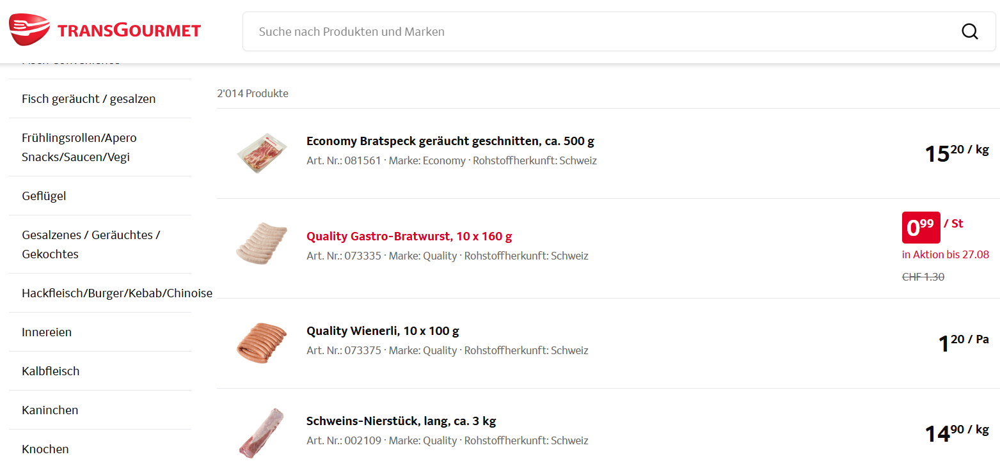 TRANSGOURMET
Suche nach Produkten und Marken
Fisch geräucht / gesalzen
Frühlingsrollen/Apero
Snacks/Saucen/Vegi
Geflügel
Gesalzenes / Geräuchtes /
Gekochtes
Hackfleisch/Burger/Kebab/Chinoise
Innereien
Kalbfleisch
Kaninchen
Knochen
2'014 Produkte
Economy Bratspeck geräucht geschnitten, ca. 500 g
Art. Nr.: 081561 · Marke: Economy · Rohstoffherkunft: Schweiz
15 20 / kg
Quality Gastro-Bratwurst, 10 x 160 g
Art. Nr.: 073335 · Marke: Quality · Rohstoffherkunft: Schweiz
0 99 / St
in Aktion bis 27.08
CHF 1.30
Quality Wienerli, 10 x 100 g
Art. Nr.: 073375 · Marke: Quality · Rohstoffherkunft: Schweiz
1 20 / Pa
Schweins-Nierstück, lang, ca. 3 kg
Art. Nr.: 002109 · Marke: Quality · Rohstoffherkunft: Schweiz
14 90 / kg